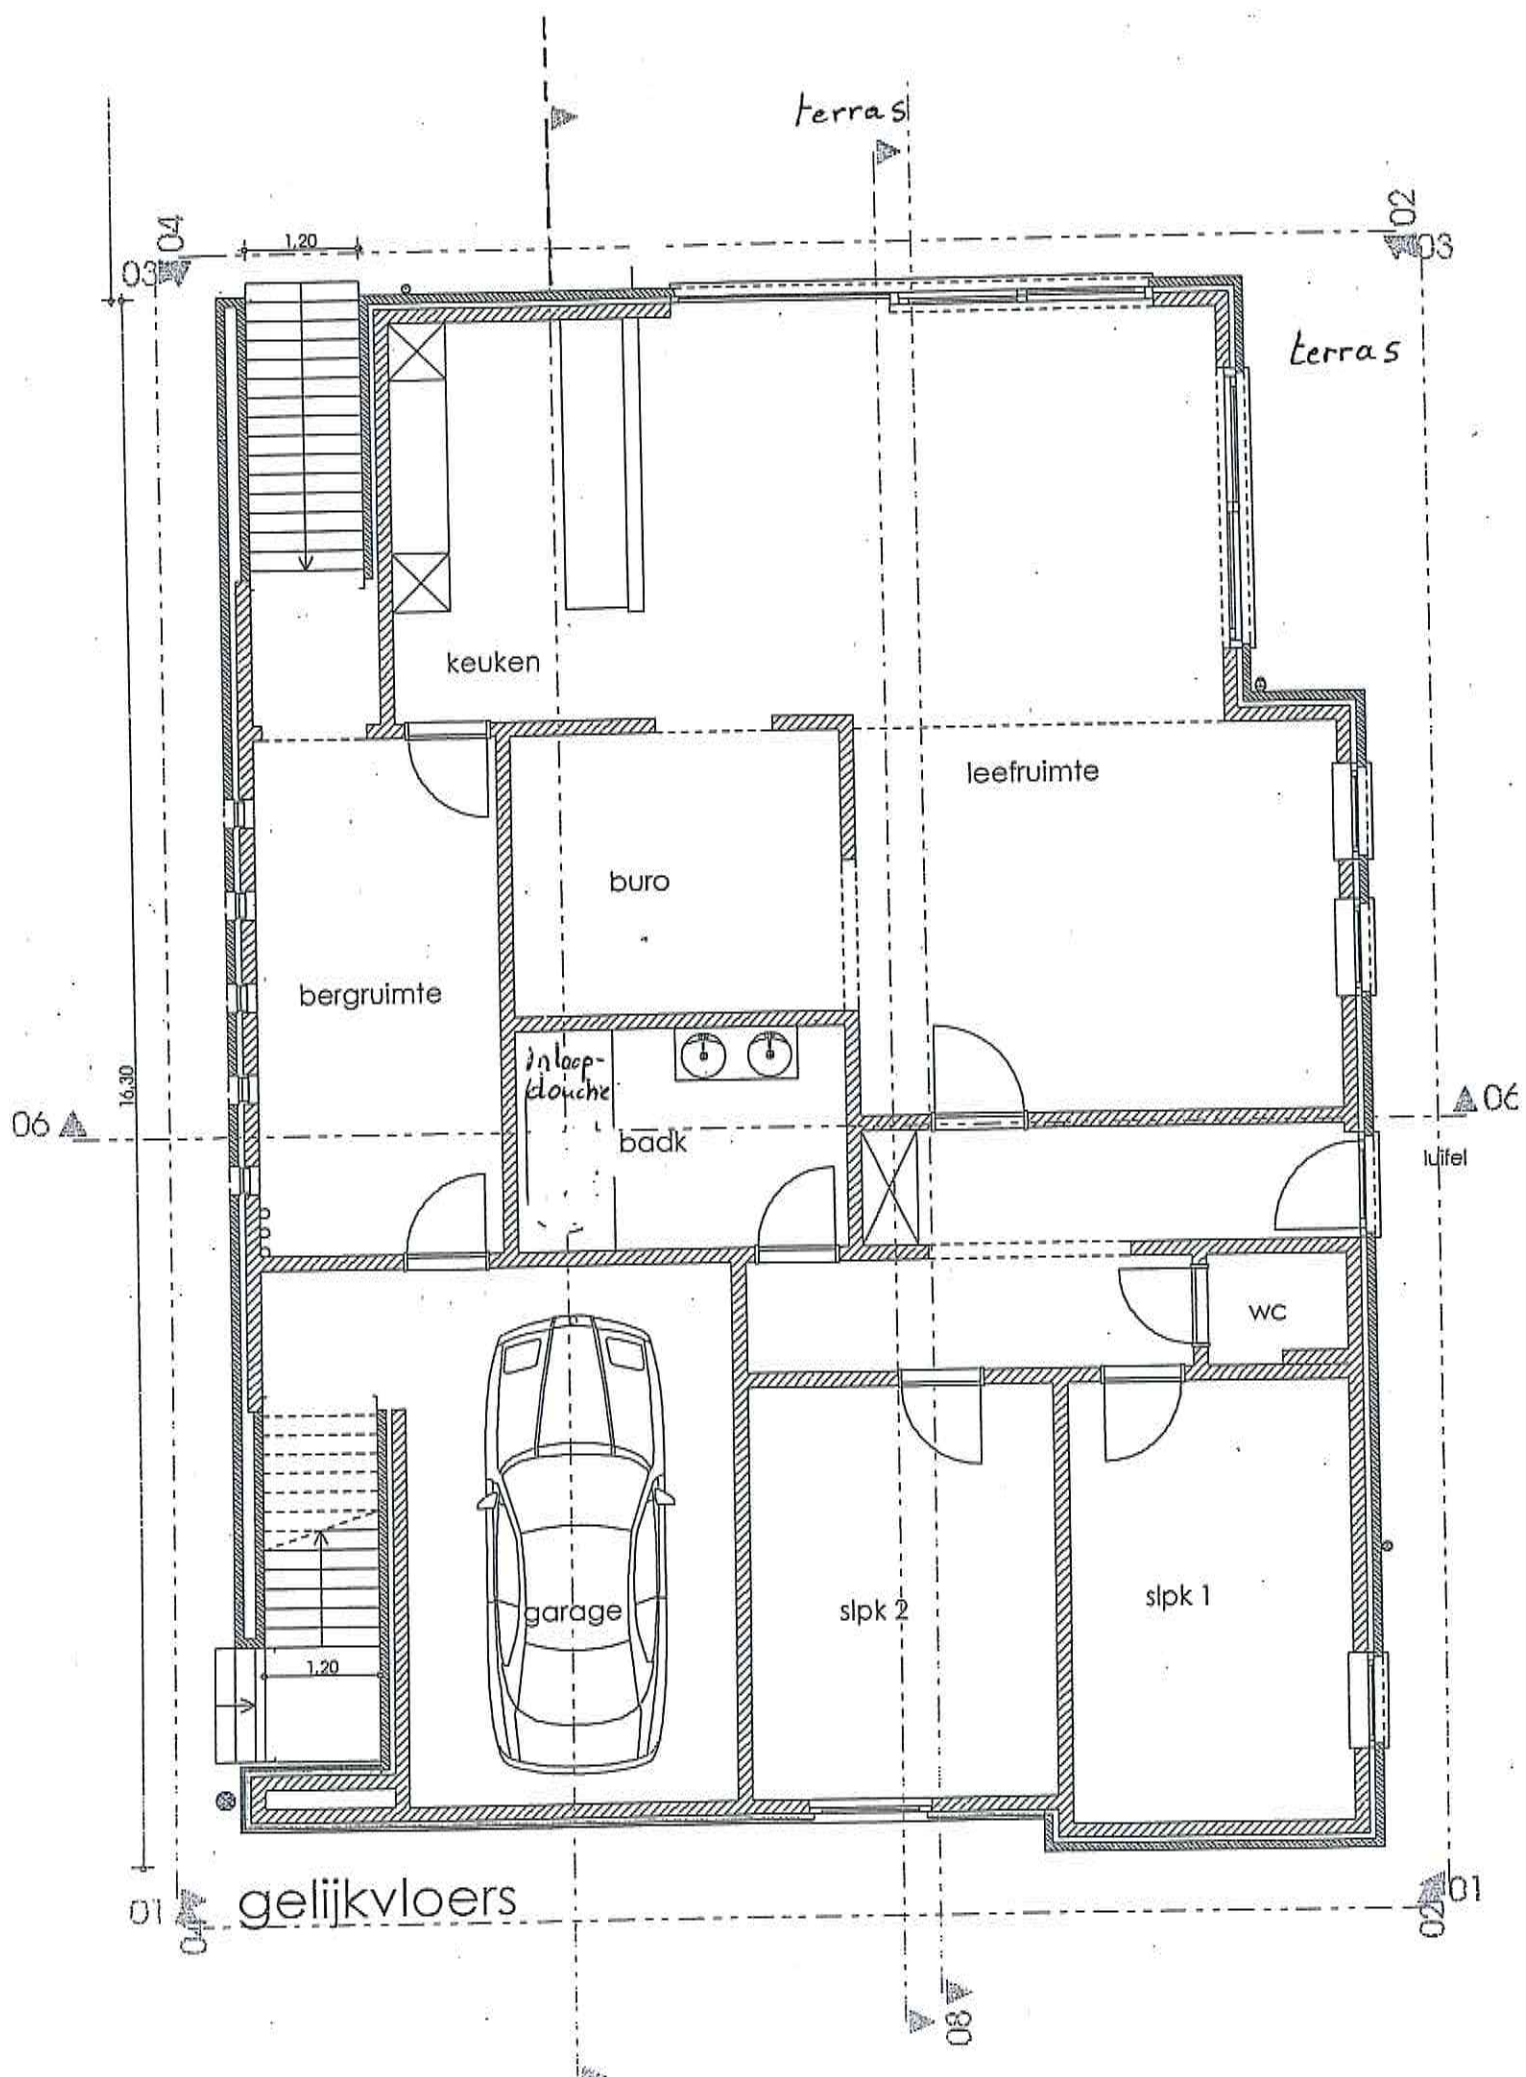 terras
04
02
1,20
03
03
terras
keuken
leefruimte
buro
bergruimte
Inloop-
douche
16,30
06
06
badk
luifel
wc
slpk 1
slpk 2
garage
1,20
gelijkvloers
01
01
04
02
08